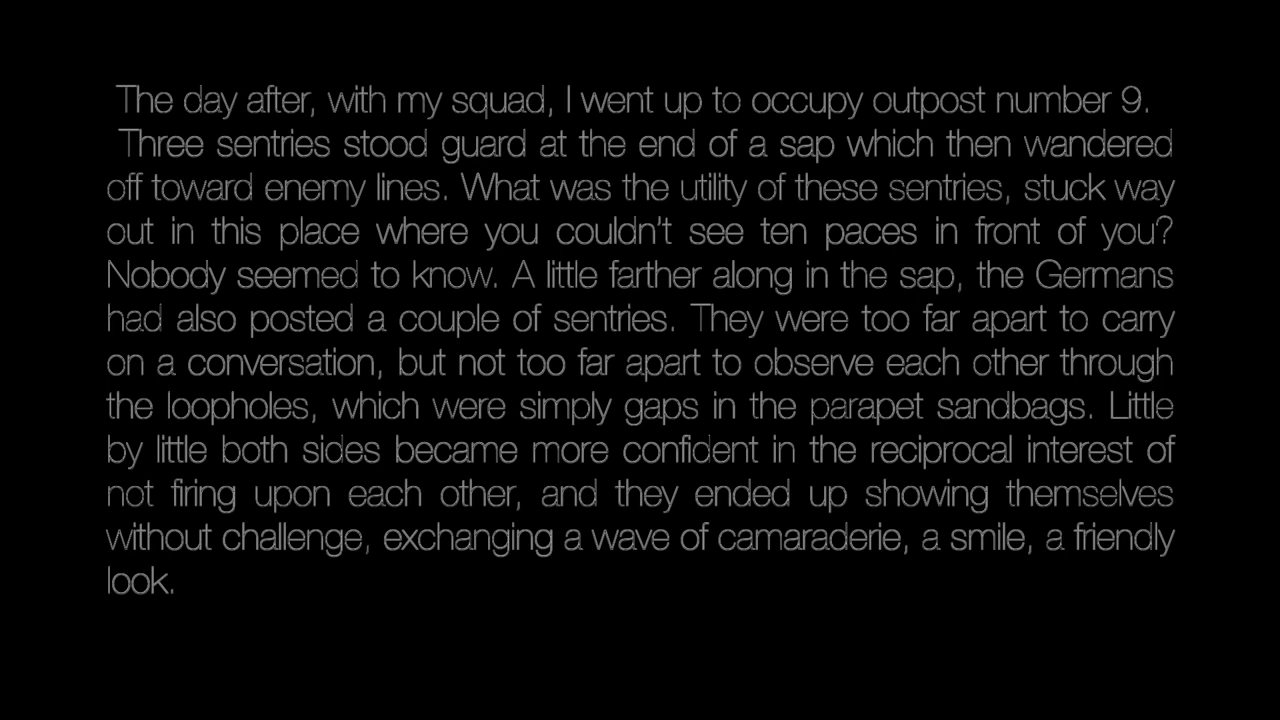 The day after, with my squad, I went up to occupy outpost number 9.
Three sentries stood guard at the end of a sap which then wandered
off toward enemy lines. What was the utility of these sentries, stuck way
out in this place where you couldn't see ten paces in front of you?
Nobody seemed to know. A little farther along in the sap, the Germans
had also posted a couple of sentries. They were too far apart to carry
on a conversation, but not too far apart to observe each other through
the loopholes, which were simply gaps in the parapet sandbags. Little
by little both sides became more confident in the reciprocal interest of
not firing upon each other, and they ended up showing themselves
without challenge, exchanging a wave of camaraderie, a smile, a friendly
look.